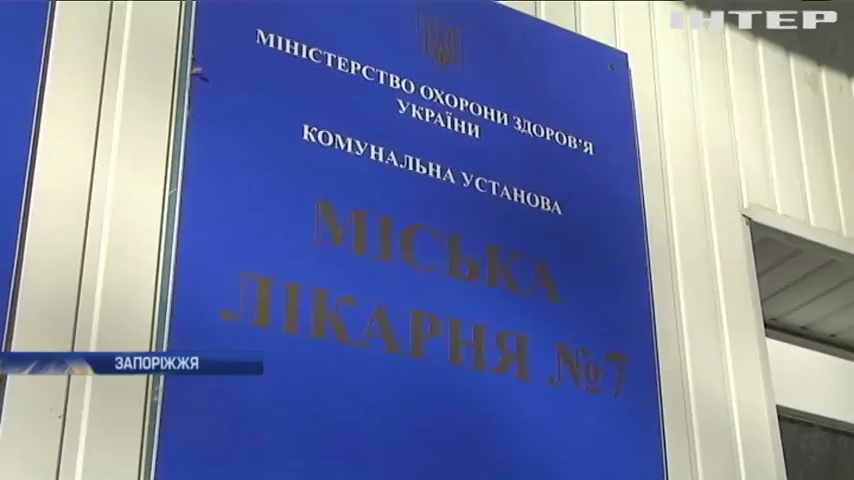 ІНТЕР
МІНІСТЕРСТВО ОХОРОНИ ЗДОРОВ'Я
УКРАЇНИ
КОМУНАЛЬНА УСТАНОВА
МІСЬКА
ЛІКАРНЯ №7
ЗАПОРІЖЖЯ